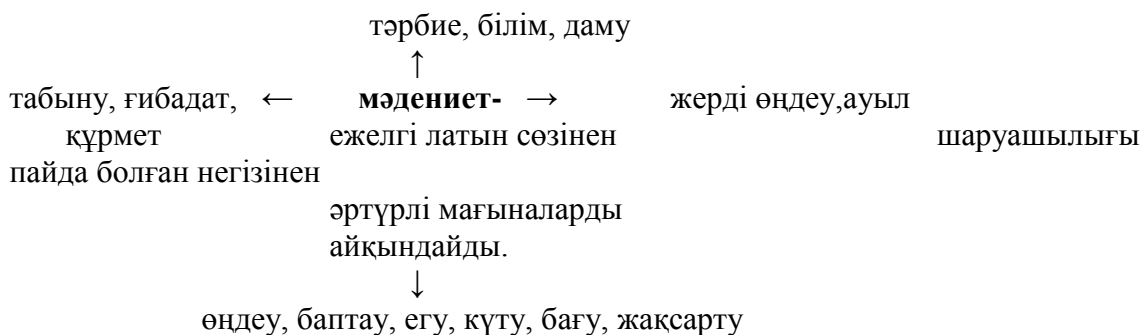 тәрбие, білім, даму
↑
табыну, ғибадат, ← мәдениет- → жерді өңдеу,ауыл
құрмет ежелгі латын сөзінен шаруашылығы
пайда болған негізінен
әртүрлі мағыналарды
айқындайды.
↓
өңдеу, баптау, егу, күту, бағу, жақсарту